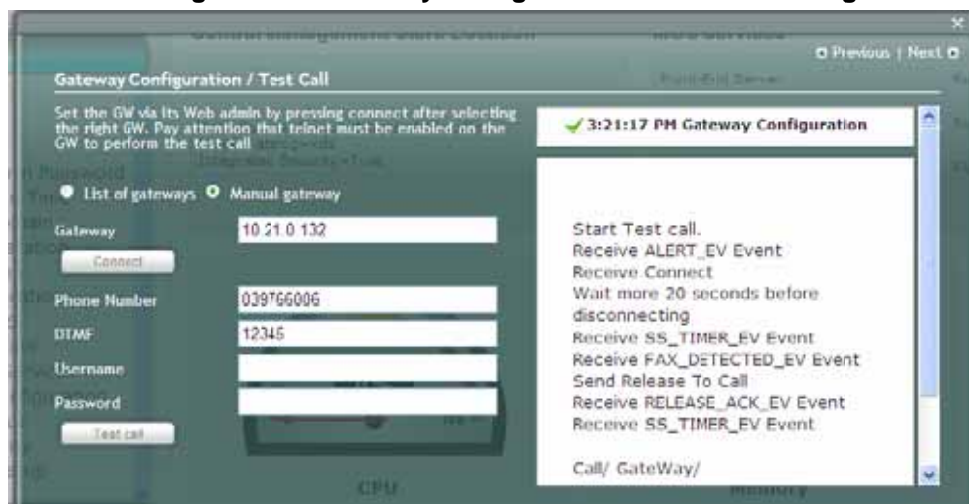 Previous | Next
Gateway Configuration / Test Call
Set the GW via Its Web admin by pressing connect after selecting
the right GW. Pay attention that telnet must be enabled on the
GW to perform the test call
List of gateways
Manual gateway
Gateway
10.21.0.132
Connect
Phone Number
039766006
DTMF
12345
Username
Password
Test call
3:21:17 PM Gateway Configuration
Start Test call.
Receive ALERT_EV Event
Receive Connect
Wait more 20 seconds before
disconnecting
Receive SS_TIMER_EV Event
Receive FAX_DETECTED_EV Event
Send Release To Call
Receive RELEASE_ACK_EV Event
Receive SS_TIMER_EV Event
Call/ GateWay/
CPU
Memory